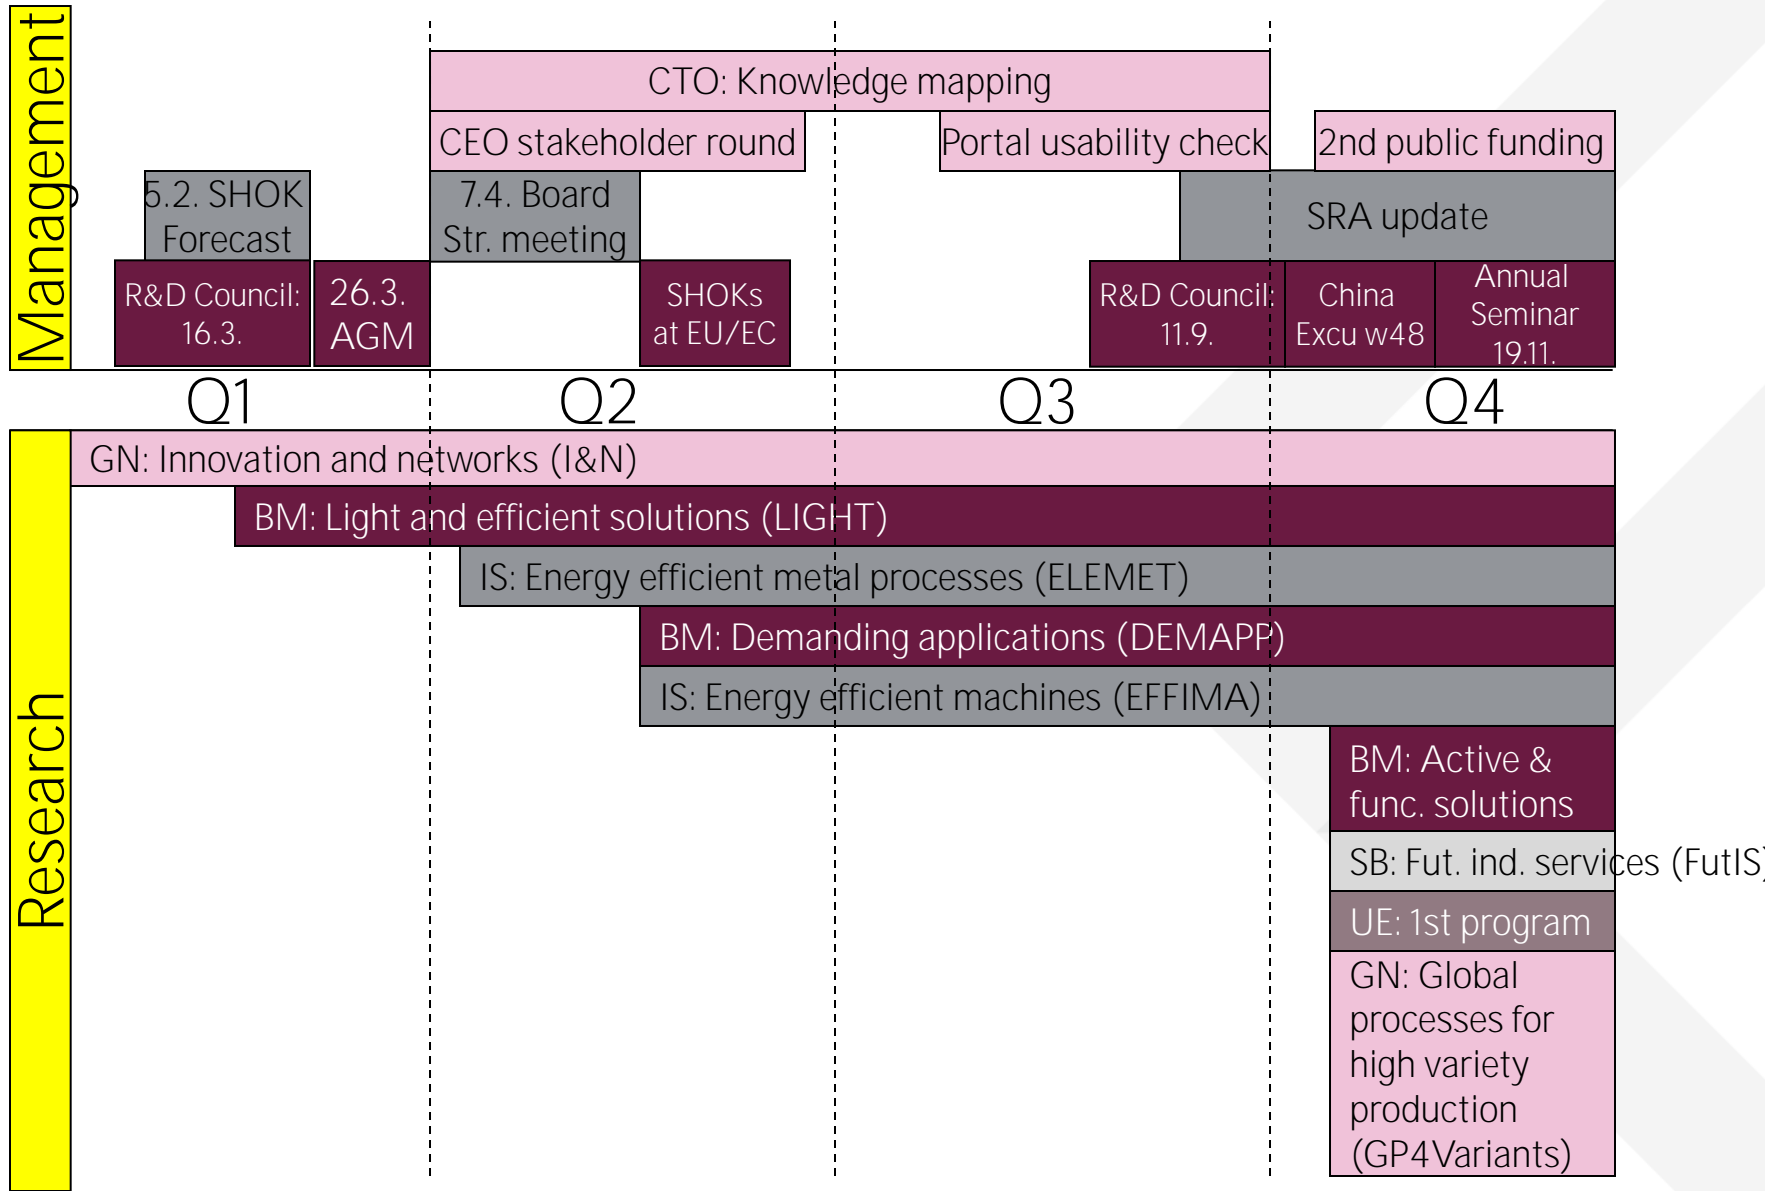 Management
CTO: Knowledge mapping
CEO stakeholder round
Portal usability check
2nd public funding
5.2. SHOK
Forecast
7.4. Board
Str. meeting
SRA update
R&D Council:
16.3.
26.3.
AGM
SHOKs
at EU/EC
R&D Council:
11.9.
China
Excu w48
Annual
Seminar
19.11.
Q1
Q2
Q3
Q4
Research
GN: Innovation and networks (I&N)
BM: Light and efficient solutions (LIGHT)
IS: Energy efficient metal processes (ELEMET)
BM: Demanding applications (DEMAPP)
IS: Energy efficient machines (EFFIMA)
BM: Active &
func. solutions
SB: Fut. ind. services (FutIS)
UE: 1st program
GN: Global
processes for
high variety
production
(GP4Variants)